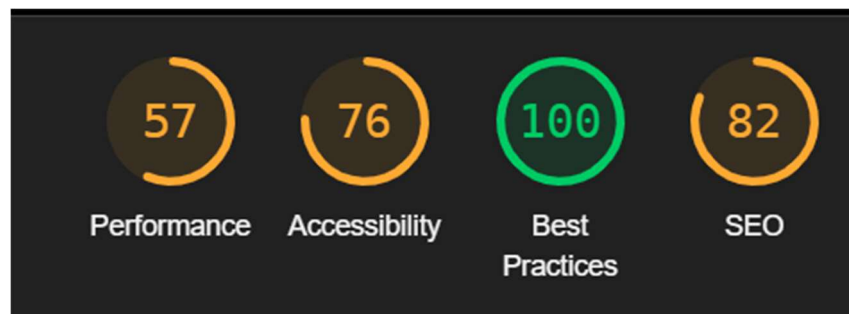 57
76
100
82
Performance
Accessibility
Best
Practices
SEO